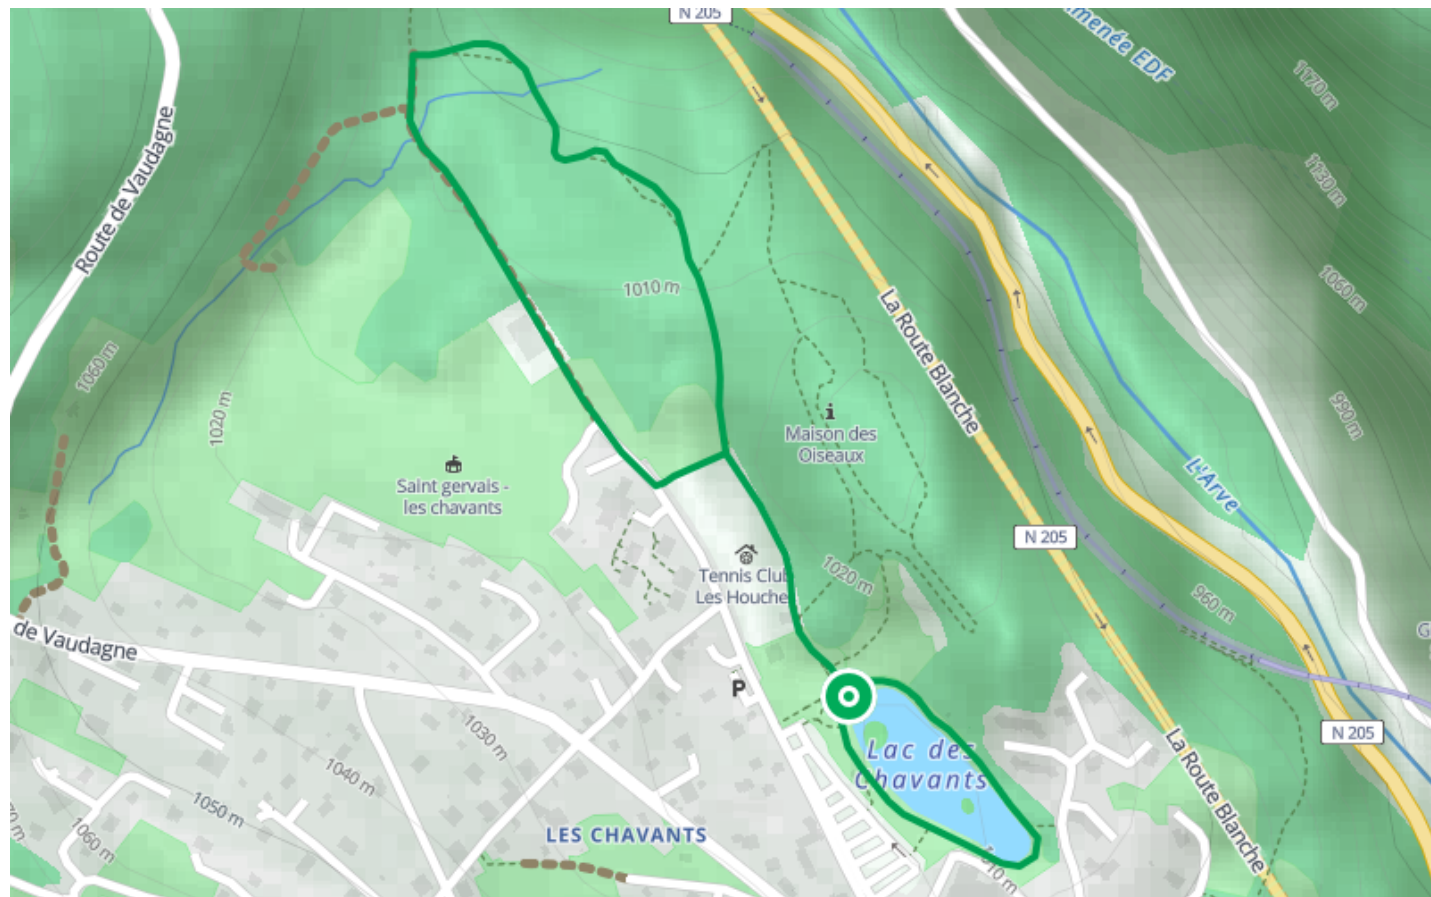 N 205
menée EDF
1170 m
Route de Vaudagne
1130 m
1010 m
1060 m
La Route Blanche
1060 m
990 m
1020 m
Maison des
Oiseaux
Saint gervais -
les chavants
L'Arve
N 205
1020 m
Tennis Club
Les Houche
960 m
de Vaudagne
G
P
N 205
1030 m
Lac des
Chavants
La Route Blanche
1040 m
1050 m
LES CHAVANTS
1060 m
10 m